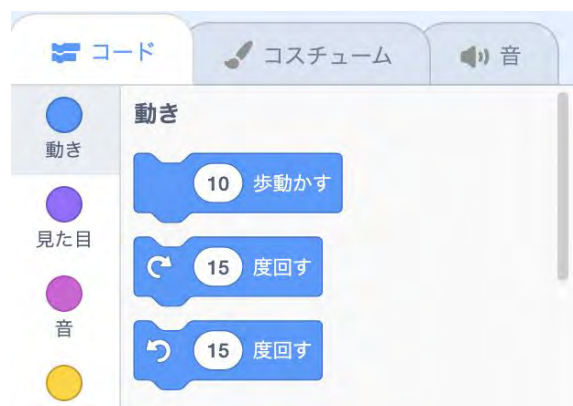 コード
コスチューム
音
動き
見た目
音
動き
10 歩動かす
15 度回す
15 度回す